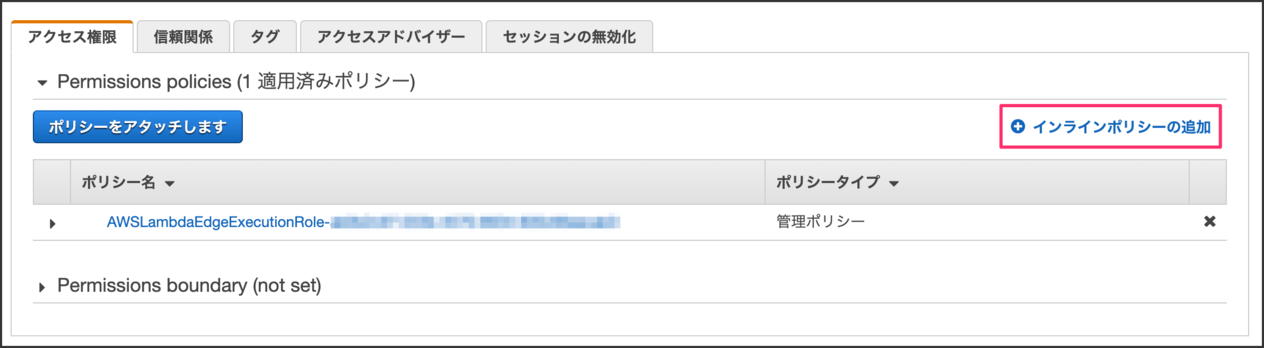 アクセス権限 信頼関係 タグ アクセスアドバイザー セッションの無効化
Permissions policies (1 適用済みポリシー)
ポリシーをアタッチします インラインポリシーの追加
ポリシー名 ポリシータイプ
AWSLambdaEdgeExecutionRole- 管理ポリシー
Permissions boundary (not set)